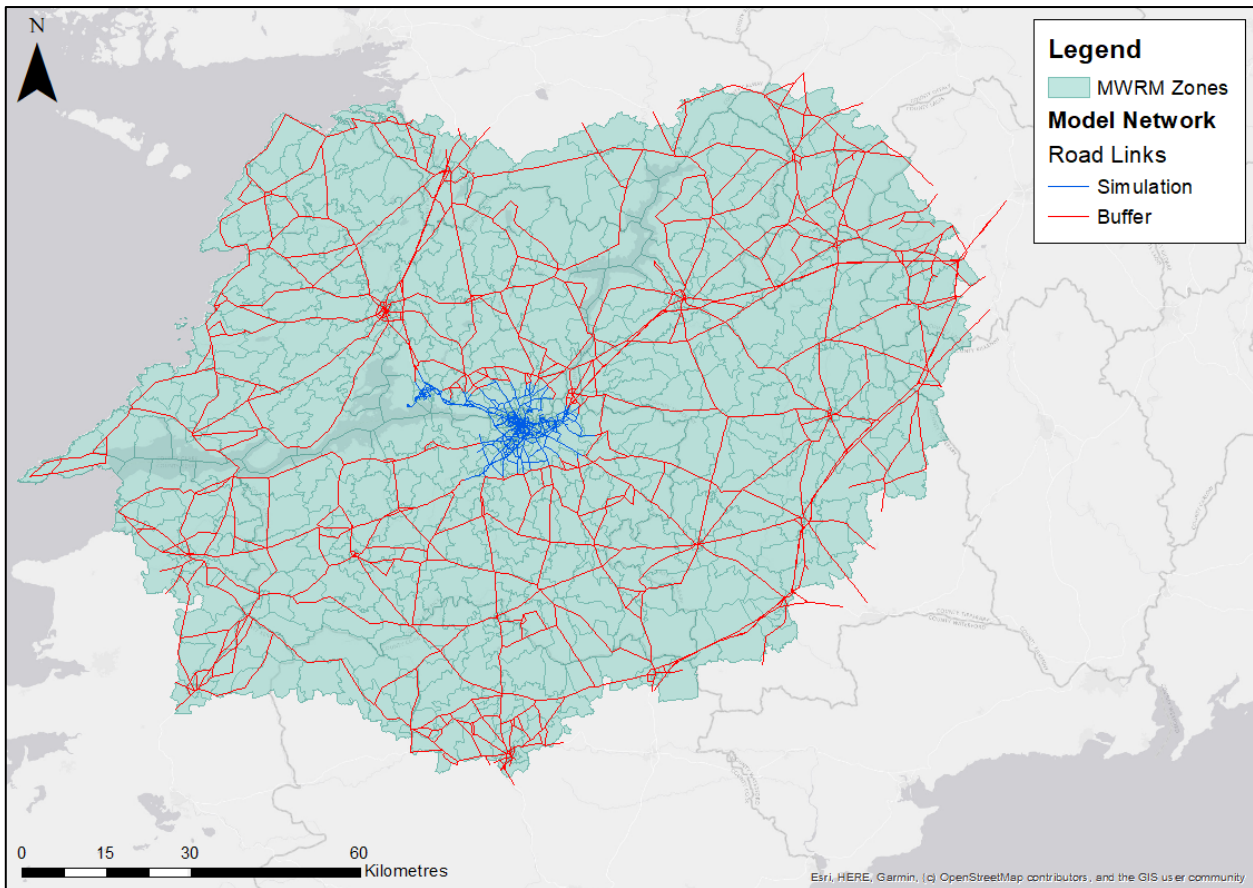 N
Legend
MWRM Zones
Model Network
Road Links
Simulation
Buffer
0 15 30 60
Kilometres
Esri, HERE, Garmin, (c) OpenStreetMap contributors, and the GIS user community